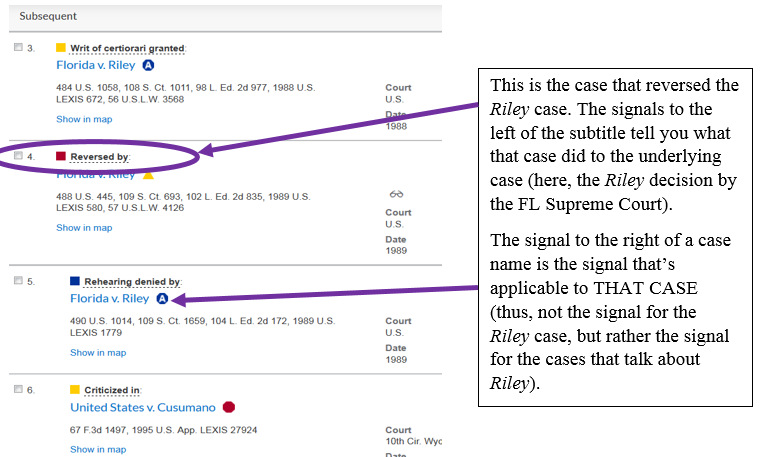 Subsequent
3. Writ of certiorari granted:
Florida v. Riley A
484 U.S. 1058, 108 S. Ct. 1011, 98 L. Ed. 2d 977, 1988 U.S.
LEXIS 672, 56 U.S.L.W. 3568
Show in map
Court
U.S.
Date
1988
4. Reversed by:
Florida v. Riley
488 U.S. 445, 109 S. Ct. 693, 102 L. Ed. 2d 835, 1989 U.S.
LEXIS 580, 57 U.S.L.W. 4126
Show in map
Court
U.S.
Date
1989
5. Rehearing denied by:
Florida v. Riley A
490 U.S. 1014, 109 S. Ct. 1659, 104 L. Ed. 2d 172, 1989 U.S.
LEXIS 1779
Show in map
Court
U.S.
Date
1989
6. Criticized in:
United States v. Cusumano
67 F.3d 1497, 1995 U.S. App. LEXIS 27924
Show in map
Court
10th Cir. Wyo
Date
This is the case that reversed the
Riley case. The signals to the
left of the subtitle tell you what
that case did to the underlying
case (here, the Riley decision by
the FL Supreme Court).
The signal to the right of a case
name is the signal that’s
applicable to THAT CASE
(thus, not the signal for the
Riley case, but rather the signal
for the cases that talk about
Riley).